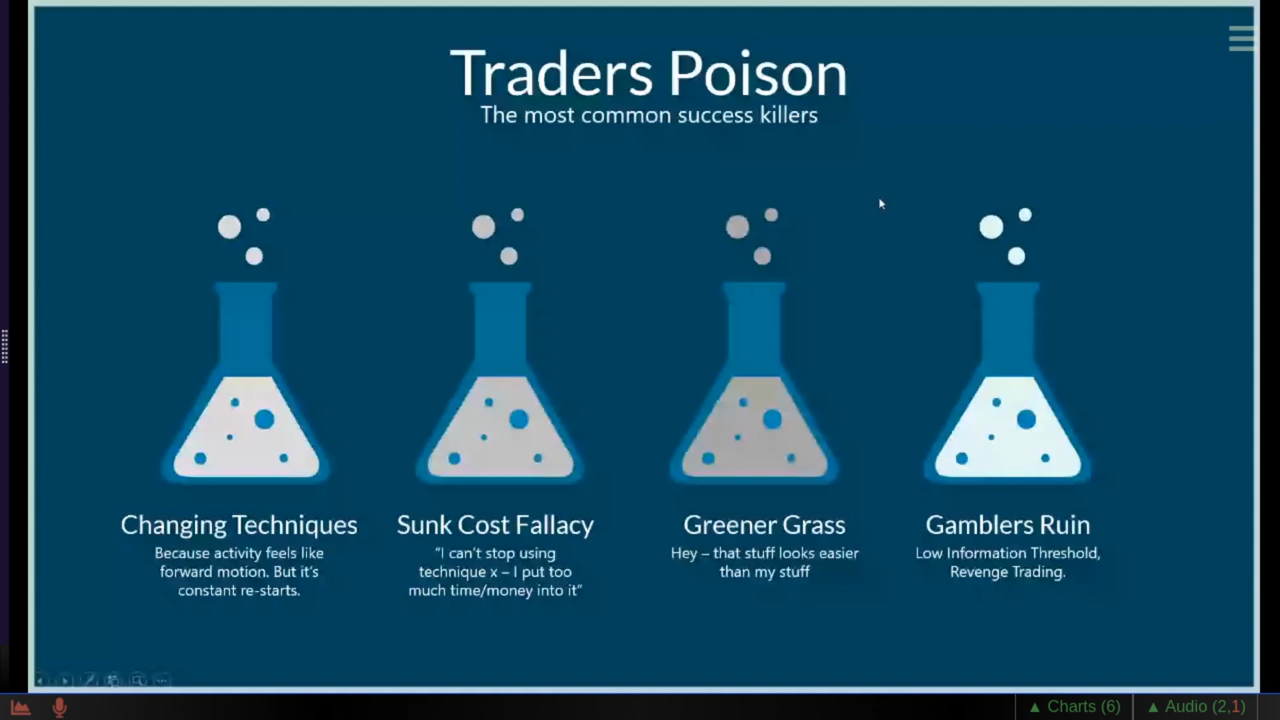 Traders Poison
The most common success killers
Changing Techniques
Because activity feels like
forward motion. But it's
constant re-starts.
Sunk Cost Fallacy
"I can't stop using
technique x – I put too
much time/money into it"
Greener Grass
Hey – that stuff looks easier
than my stuff
Gamblers Ruin
Low Information Threshold,
Revenge Trading.
▲ Charts (6)
▲ Audio (2,1)